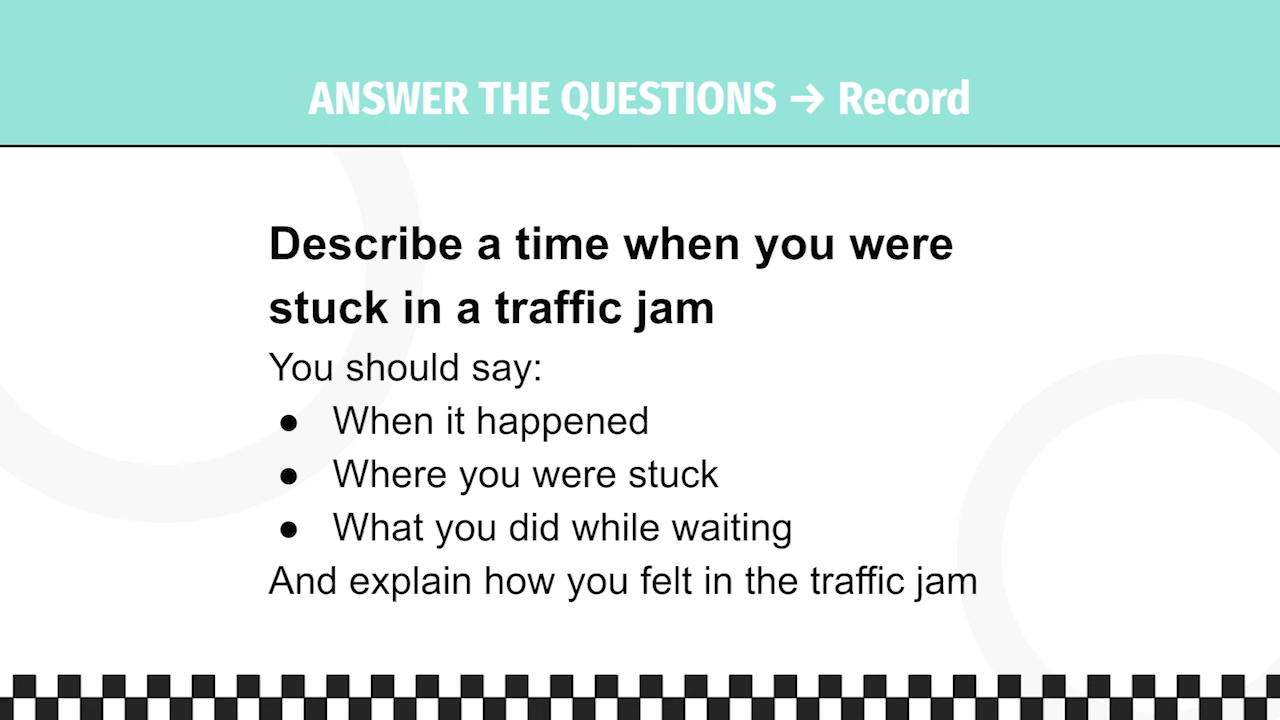 ANSWER THE QUESTIONS → Record
Describe a time when you were
stuck in a traffic jam
You should say:
● When it happened
● Where you were stuck
● What you did while waiting
And explain how you felt in the traffic jam